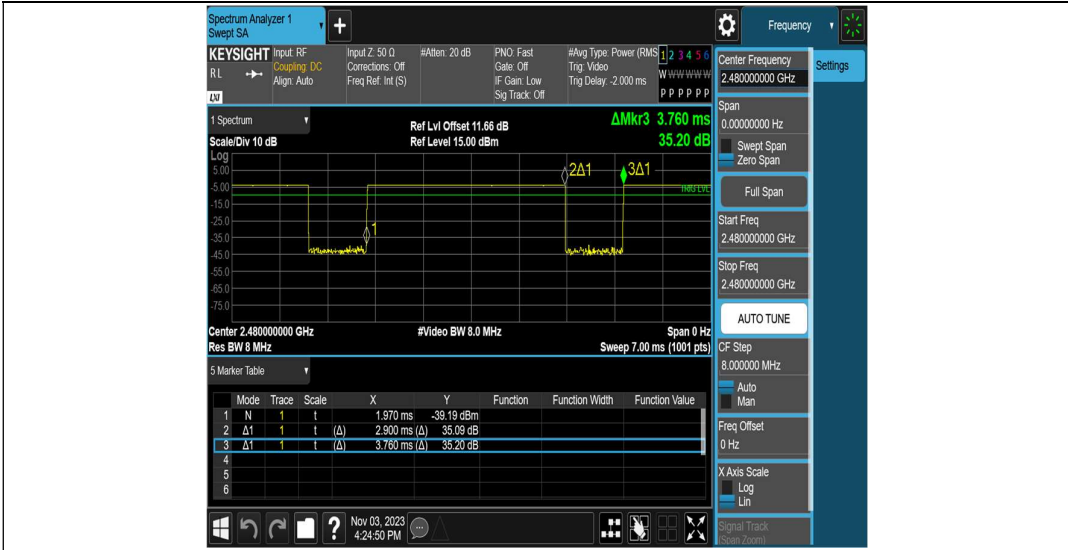 Spectrum Analyzer 1
Swept SA
+
Frequency
KEYSIGHT
RL
LXI
Input: RF
Coupling: DC
Align: Auto
Input Z: 50 Ω
Corrections: Off
Freq Ref: Int (S)
#Atten: 20 dB
PNO: Fast
Gate: Off
IF Gain: Low
Sig Track: Off
#Avg Type: Power (RMS
Trig: Video
Trig Delay: -2.000 ms
1 2 3 4 5 6
W W W W W W
P P P P P P
1 Spectrum
Scale/Div 10 dB
Ref Lvl Offset 11.66 dB
Ref Level 15.00 dBm
ΔMkr3 3.760 ms
35.20 dB
Log
5.00
-5.00
-15.0
-25.0
-35.0
-45.0
-55.0
-65.0
-75.0
1
2Δ1
3Δ1
TRIG LVL
Center 2.480000000 GHz
#Video BW 8.0 MHz
Span 0 Hz
Res BW 8 MHz
Sweep 7.00 ms (1001 pts)
5 Marker Table
Mode Trace Scale X Y Function Function Width Function Value
1 N 1 t 1.970 ms -39.19 dBm
2 Δ1 1 t (Δ) 2.900 ms (Δ) 35.09 dB
3 Δ1 1 t (Δ) 3.760 ms (Δ) 35.20 dB
4
5
6
?
Nov 03, 2023
4:24:50 PM
Center Frequency
2.480000000 GHz
Settings
Span
0.00000000 Hz
Swept Span
Zero Span
Full Span
Start Freq
2.480000000 GHz
Stop Freq
2.480000000 GHz
AUTO TUNE
CF Step
8.000000 MHz
Auto
Man
Freq Offset
0 Hz
X Axis Scale
Log
Lin
Signal Track
(Span Zoom)